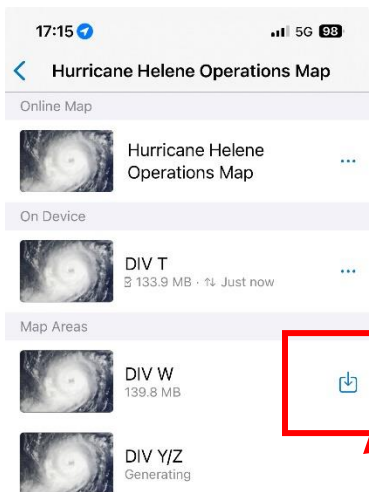 17:15 5G 98
Hurricane Helene Operations Map
Online Map
Hurricane Helene
Operations Map
On Device
DIV T
133.9 MB · Just now
Map Areas
DIV W
139.8 MB
DIV Y/Z
Generating